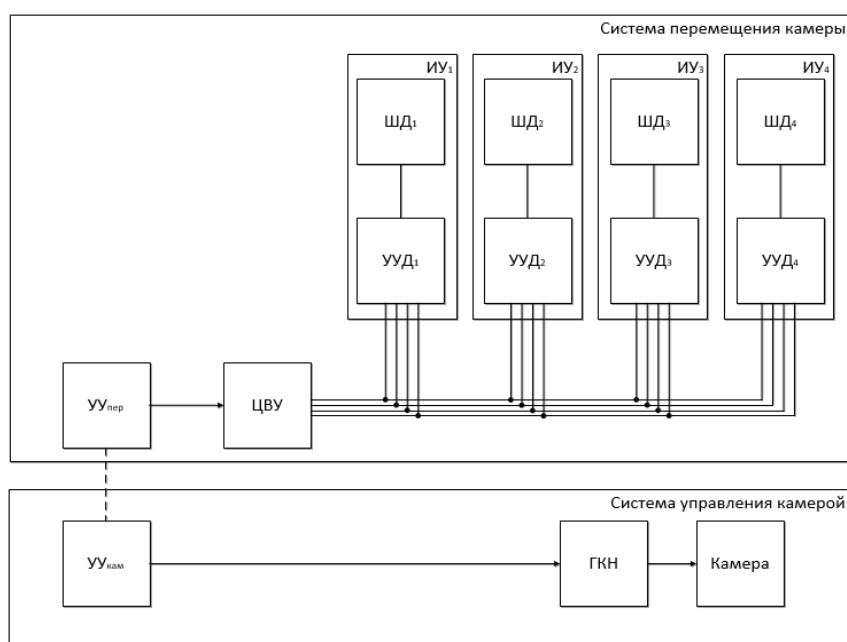 Система перемещения камеры
ИУ₁
ИУ₂
ИУ₃
ИУ₄
ШД₁
ШД₂
ШД₃
ШД₄
УУД₁
УУД₂
УУД₃
УУД₄
УУпер
ЦВУ
Система управления камерой
УУкам
ГКН
Камера